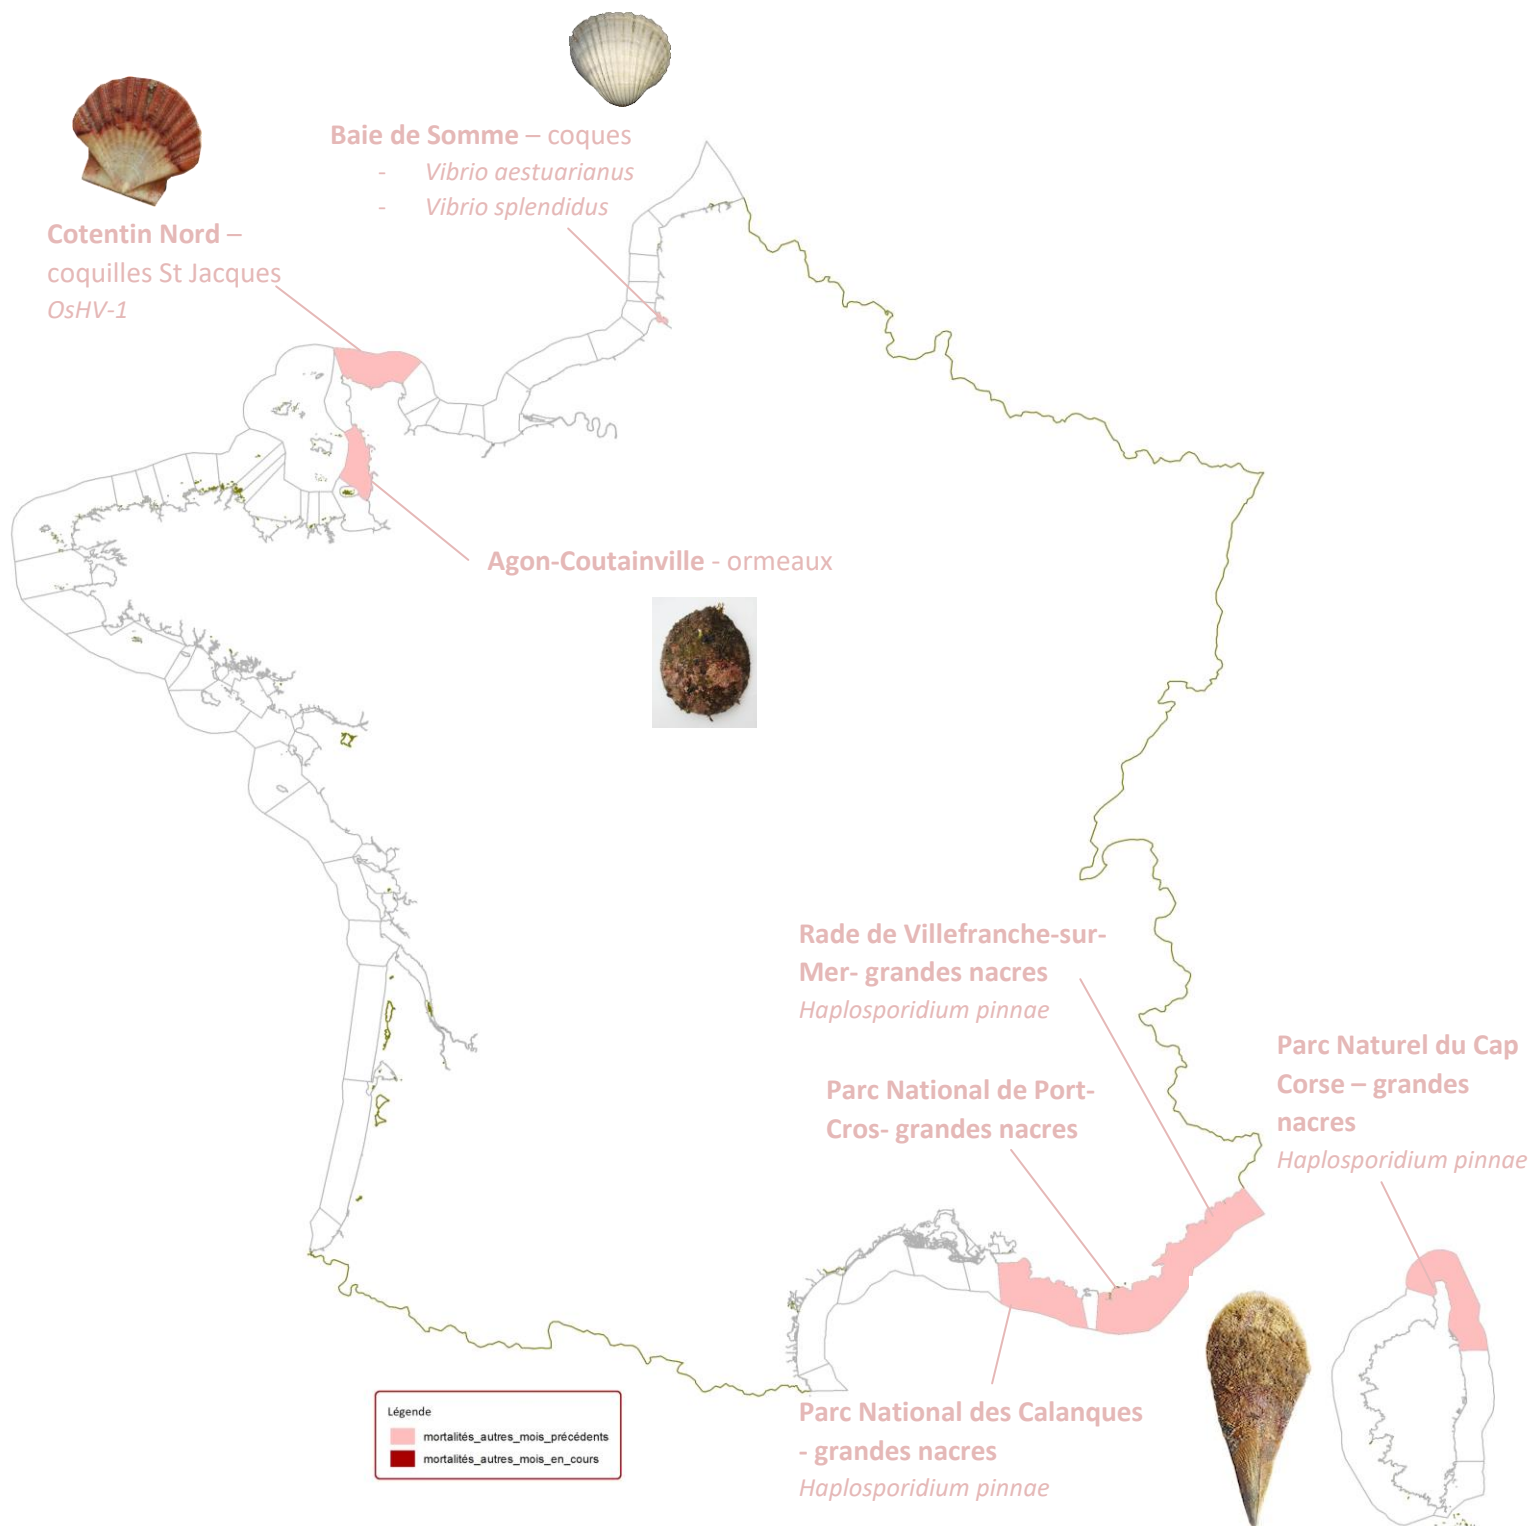 Baie de Somme – coques
- Vibrio aestuarianus
- Vibrio splendidus
Cotentin Nord –
coquilles St Jacques
OsHV-1
Agon-Coutainville - ormeaux
Rade de Villefranche-sur-
Mer- grandes nacres
Haplosporidium pinnae
Parc National de Port-
Cros- grandes nacres
Parc Naturel du Cap
Corse – grandes
nacres
Haplosporidium pinnae
Parc National des Calanques
- grandes nacres
Haplosporidium pinnae
Légende
mortalités_autres_mois_précédents
mortalités_autres_mois_en_cours